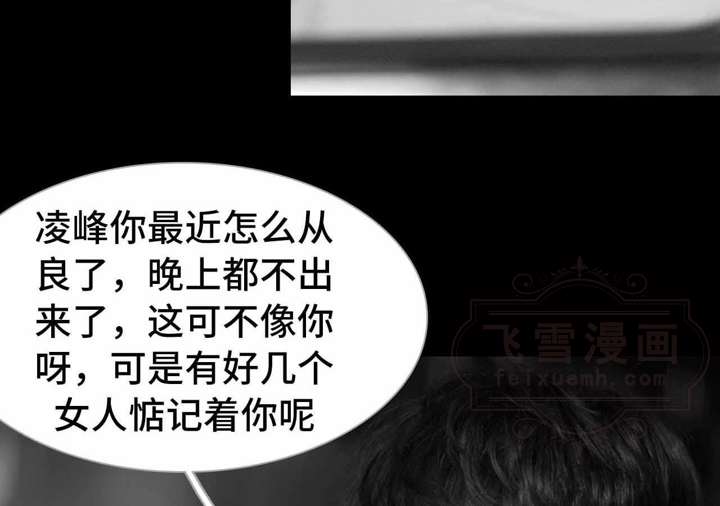 凌峰你最近怎么从
良了，晚上都不出
来了，这可不像你
呀，可是有好几个
女人惦记着你呢
飞雪漫画
feixuemh.com